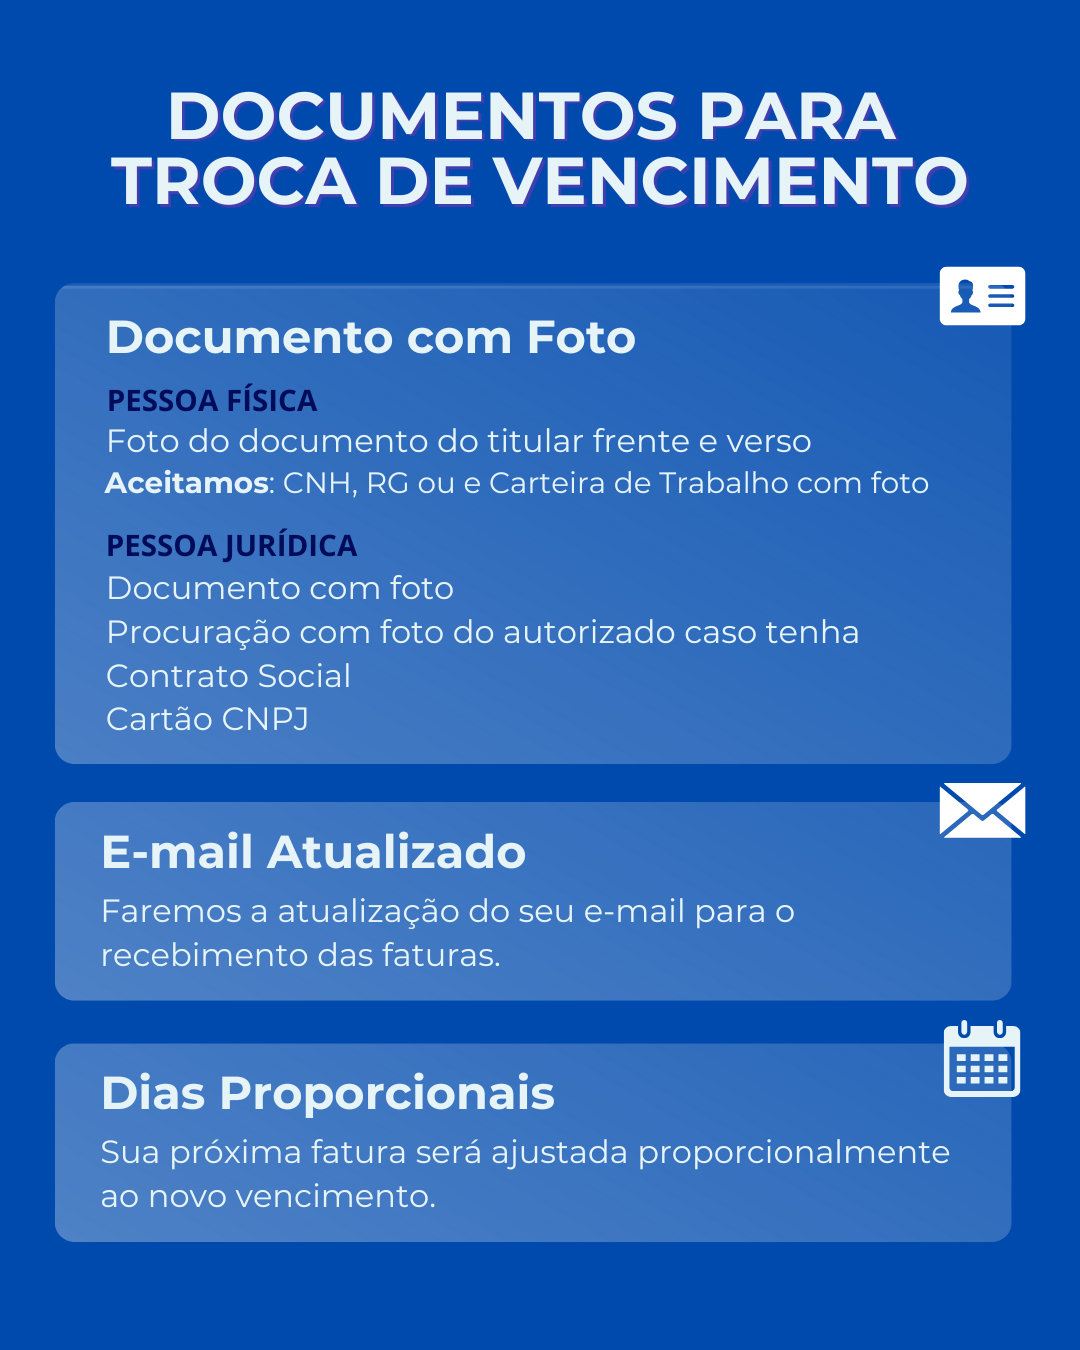 DOCUMENTOS PARA
TROCA DE VENCIMENTO
Documento com Foto
PESSOA FÍSICA
Foto do documento do titular frente e verso
Aceitamos: CNH, RG ou e Carteira de Trabalho com foto
PESSOA JURÍDICA
Documento com foto
Procuração com foto do autorizado caso tenha
Contrato Social
Cartão CNPJ
E-mail Atualizado
Faremos a atualização do seu e-mail para o
recebimento das faturas.
Dias Proporcionais
Sua próxima fatura será ajustada proporcionalmente
ao novo vencimento.